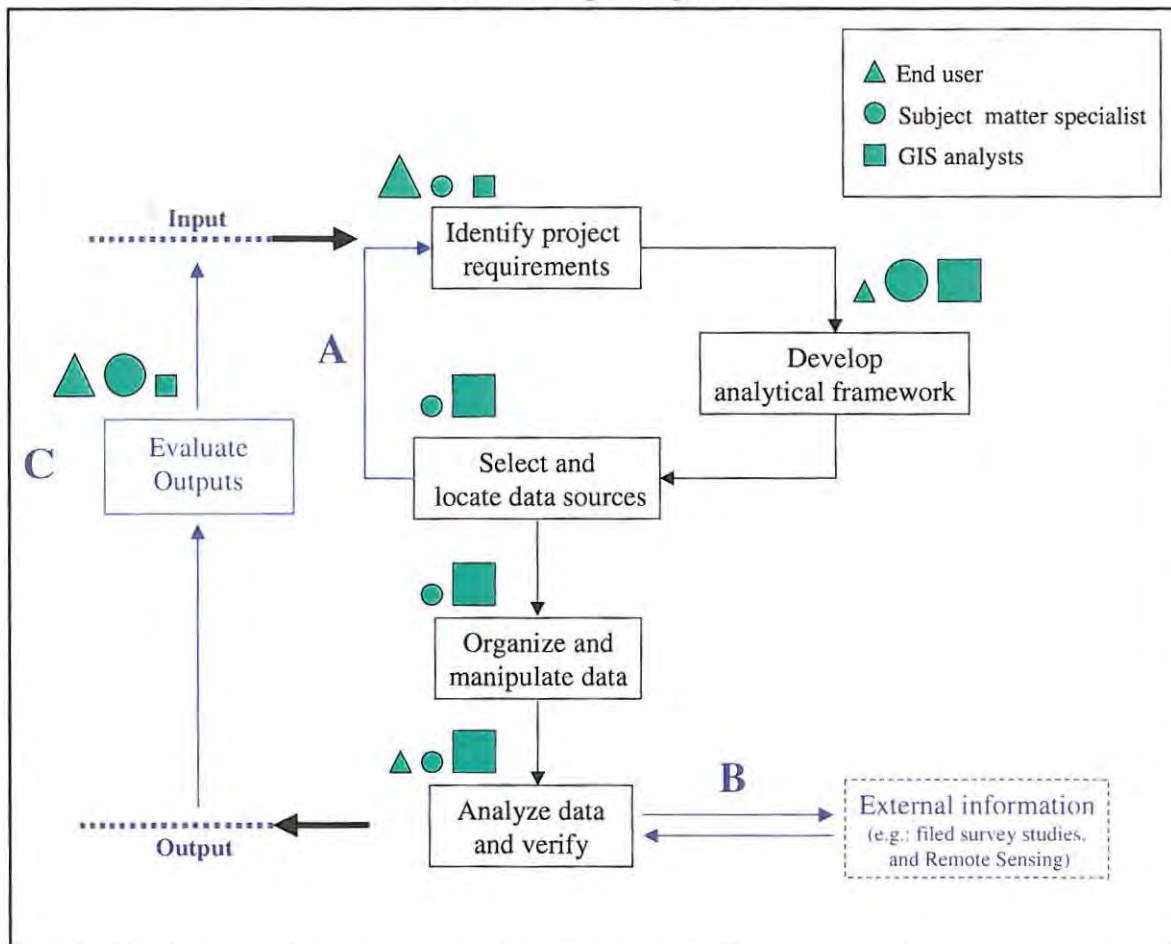 End user
Subject matter specialist
GIS analysts
Input
Identify project
requirements
A
Develop
analytical framework
Select and
locate data sources
C
Evaluate
Outputs
Organize and
manipulate data
B
Analyze data
and verify
External information
(e.g.: filed survey studies,
and Remote Sensing)
Output